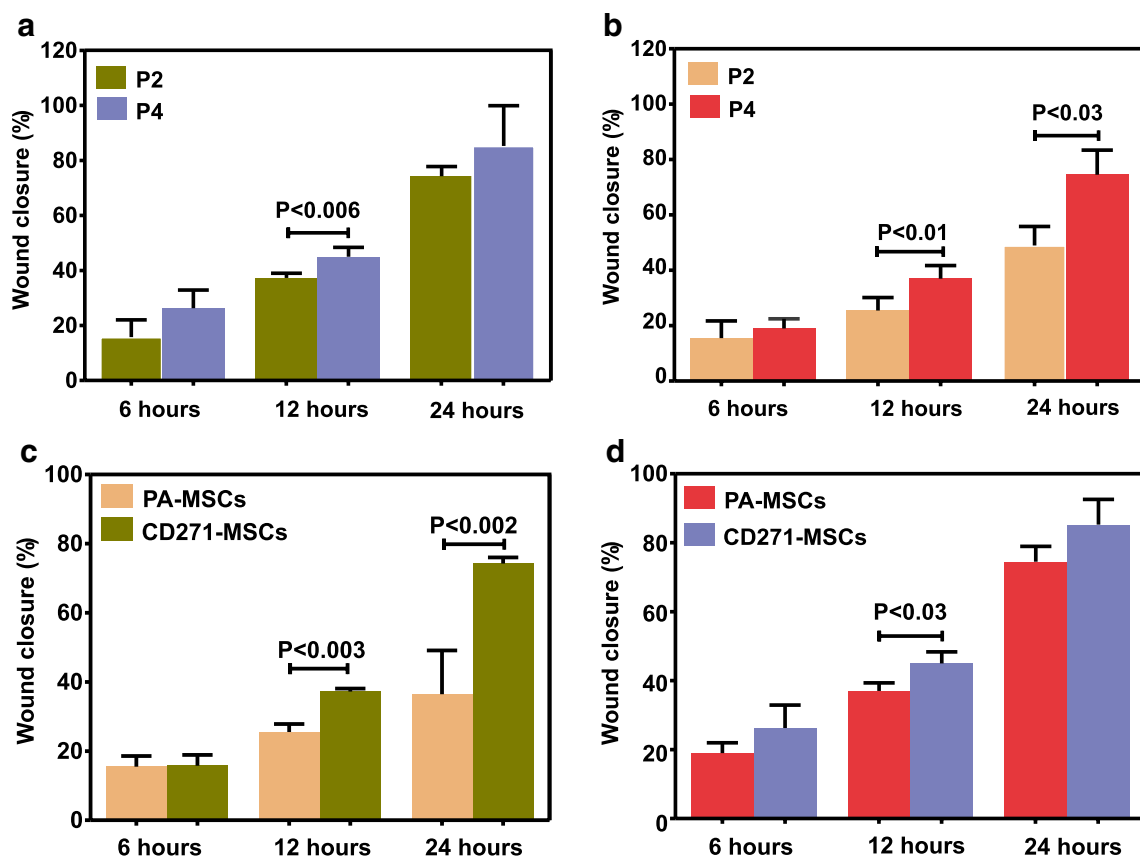 a
120
100
80
60
40
20
0
Wound closure (%)
P2
P4
P<0.006
6 hours
12 hours
24 hours
b
120
100
80
60
40
20
0
Wound closure (%)
P2
P4
P<0.01
P<0.03
6 hours
12 hours
24 hours
c
100
80
60
40
20
0
Wound closure (%)
PA-MSCs
CD271-MSCs
P<0.003
P<0.002
6 hours
12 hours
24 hours
d
100
80
60
40
20
0
Wound closure (%)
PA-MSCs
CD271-MSCs
P<0.03
6 hours
12 hours
24 hours